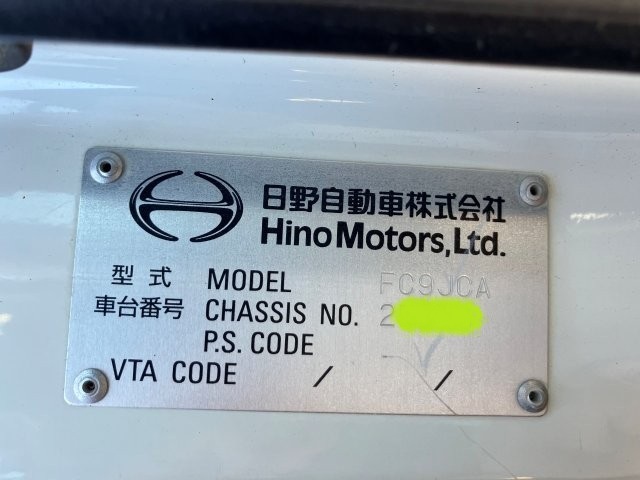 日野自動車株式会社
Hino Motors, Ltd.
型式 MODEL FC9JCA
車台番号 CHASSIS NO. 2
P.S. CODE
VTA CODE / /